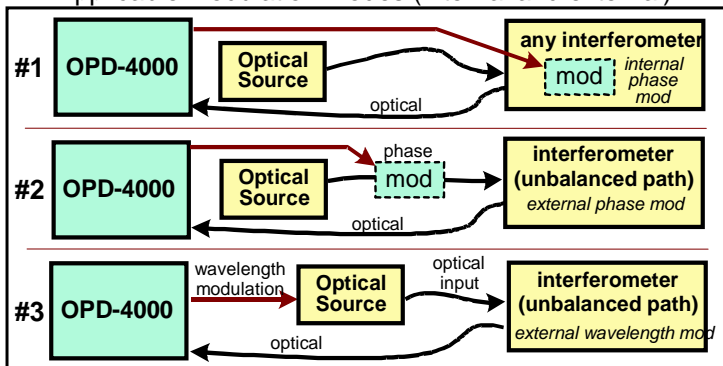 #1
OPD-4000
Optical
Source
optical
any interferometer
mod
internal
phase
mod
#2
OPD-4000
Optical
Source
phase
mod
optical
interferometer
(unbalanced path)
external phase mod
#3
OPD-4000
wavelength
modulation
Optical
Source
optical
input
optical
interferometer
(unbalanced path)
external wavelength mod